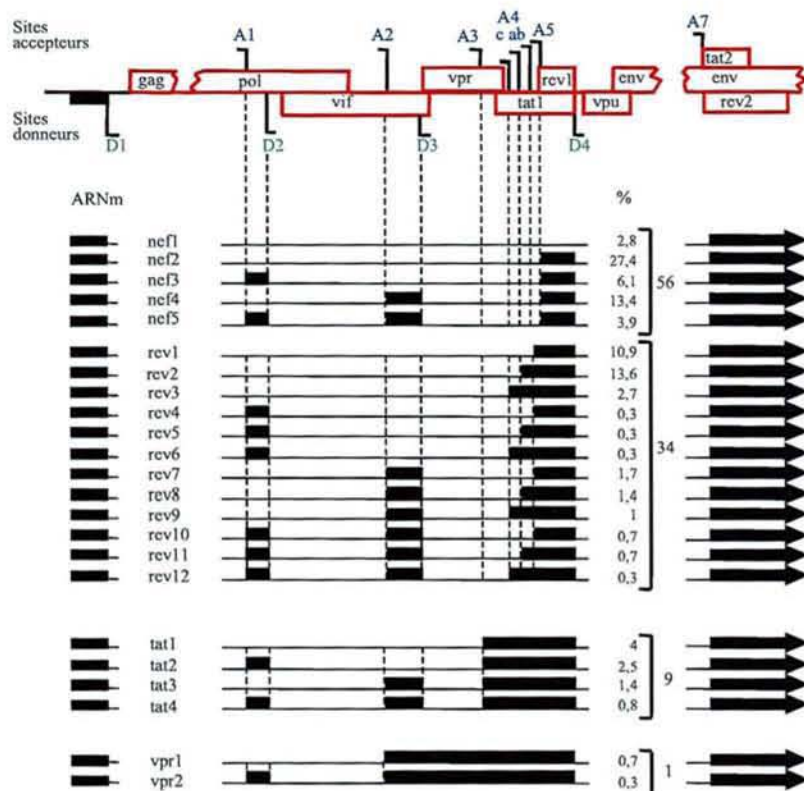 Sites
accepteurs
A1 A2 A3 A4 A5 A7
c ab
gag pol vpr rev1 env tat2 env
vif tat1 vpu rev2
Sites
donneurs
D1 D2 D3 D4
ARNm %
nef1 2,8
nef2 27,4
nef3 6,1 56
nef4 13,4
nef5 3,9
rev1 10,9
rev2 13,6
rev3 2,7
rev4 0,3
rev5 0,3
rev6 0,3 34
rev7 1,7
rev8 1,4
rev9 1
rev10 0,7
rev11 0,7
rev12 0,3
tat1 4
tat2 2,5
tat3 1,4 9
tat4 0,8
vpr1 0,7
vpr2 0,3 1